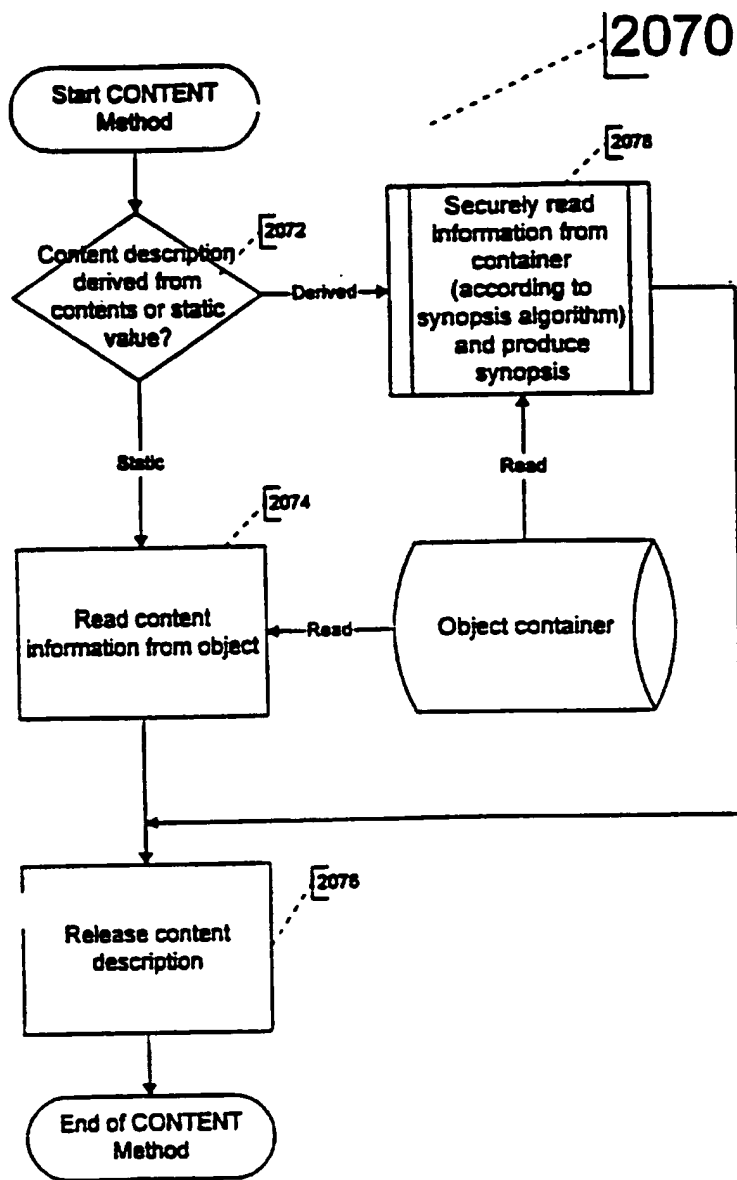 2070
Start CONTENT
Method
2078
2072
Content description
derived from
contents or static
value?
Derived
Securely read
information from
container
(according to
synopsis algorithm)
and produce
synopsis
Static
Read
2074
Read content
information from object
Read
Object container
2076
Release content
description
End of CONTENT
Method